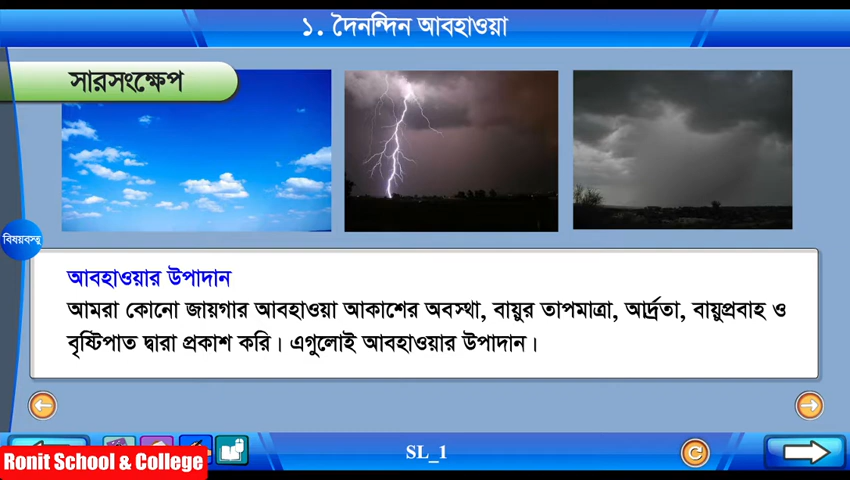 ১. দৈনন্দিন আবহাওয়া
সারসংক্ষেপ
বিষয়বস্তু
আবহাওয়ার উপাদান
আমরা কোনো জায়গার আবহাওয়া আকাশের অবস্থা, বায়ুর তাপমাত্রা, আর্দ্রতা, বায়ুপ্রবাহ ও
বৃষ্টিপাত দ্বারা প্রকাশ করি। এগুলোই আবহাওয়ার উপাদান।
Ronit School & College
SL_1